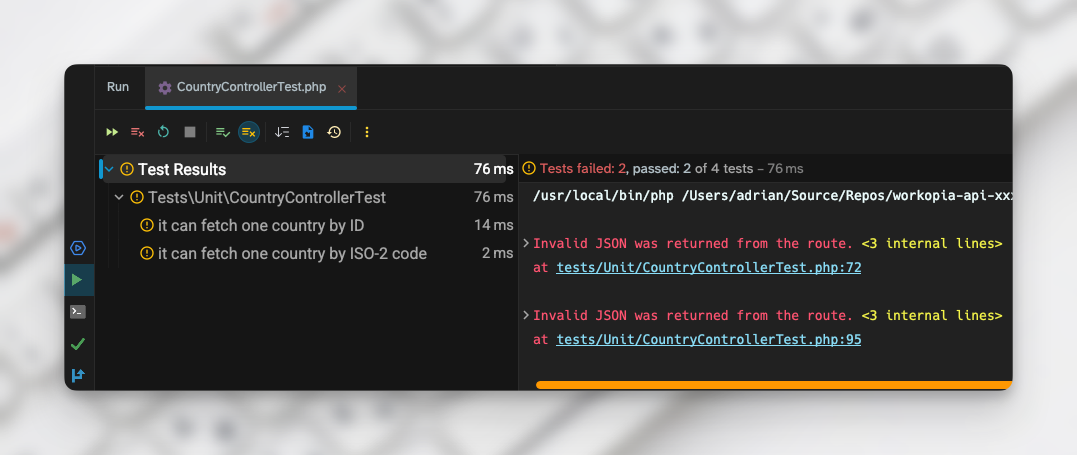 Run
CountryControllerTest.php
Test Results 76 ms
Tests\Unit\CountryControllerTest 76 ms
it can fetch one country by ID 14 ms
it can fetch one country by ISO-2 code 2 ms
Tests failed: 2, passed: 2 of 4 tests – 76 ms
/usr/local/bin/php /Users/adrian/Source/Repos/workopia-api-xxx
Invalid JSON was returned from the route. <3 internal lines>
at tests/Unit/CountryControllerTest.php:72
Invalid JSON was returned from the route. <3 internal lines>
at tests/Unit/CountryControllerTest.php:95